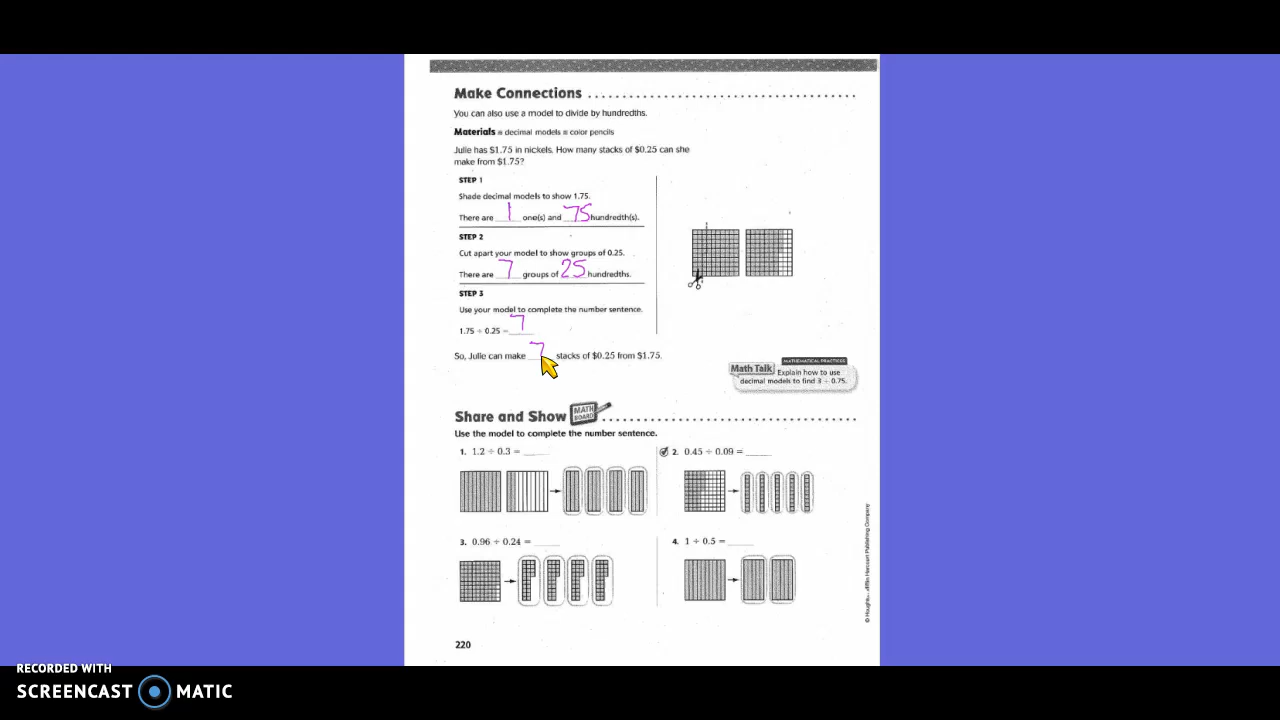 Make Connections
You can also use a model to divide by hundredths.
Materials ■ decimal models ■ color pencils
Julie has $1.75 in nickels. How many stacks of $0.25 can she
make from $1.75?
STEP 1
Shade decimal models to show 1.75.
There are 1 one(s) and 75 hundredth(s).
STEP 2
Cut apart your model to show groups of 0.25.
There are 7 groups of 25 hundredths.
STEP 3
Use your model to complete the number sentence.
1.75 ÷ 0.25 = 7
So, Julie can make 7 stacks of $0.25 from $1.75.
MATHEMATICAL PRACTICES
Math Talk Explain how to use
decimal models to find 3 ÷ 0.75.
Share and Show MATH BOARD
Use the model to complete the number sentence.
1. 1.2 ÷ 0.3 = ____
2. 0.45 ÷ 0.09 = ____
3. 0.96 ÷ 0.24 = ____
4. 1 ÷ 0.5 = ____
Harcourt Publishing Company
220
RECORDED WITH
SCREENCAST MATIC